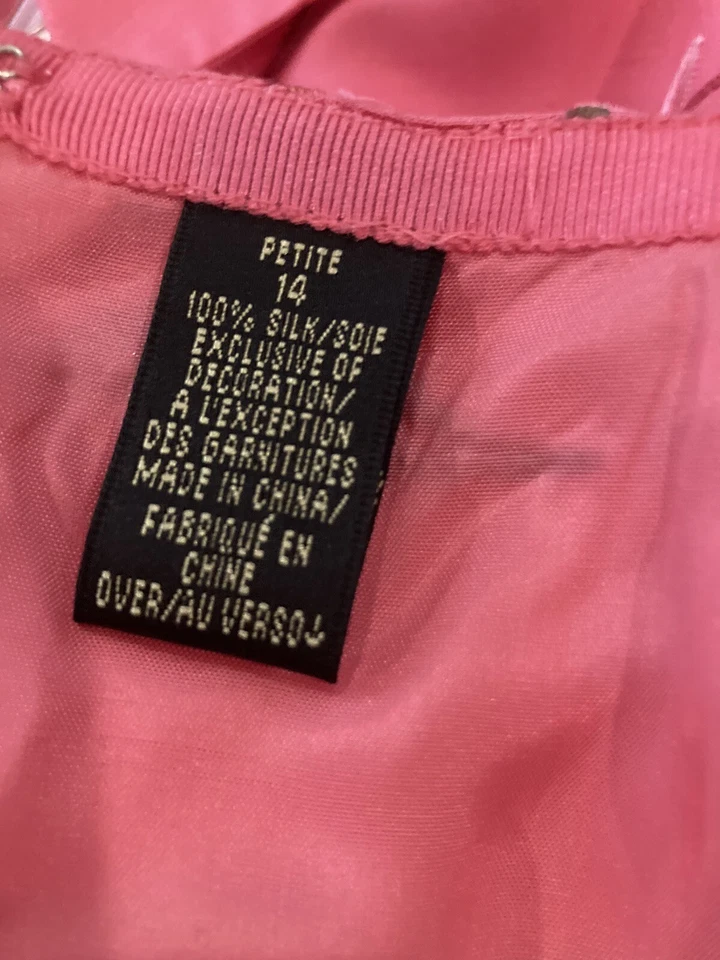 PETITE
14
100% SILK/SOIE
EXCLUSIVE OF
DECORATION/
A L'EXCEPTION
DES GARNITURES
MADE IN CHINA/
FABRIQUÉ EN
CHINE
OVER/AU VERSO